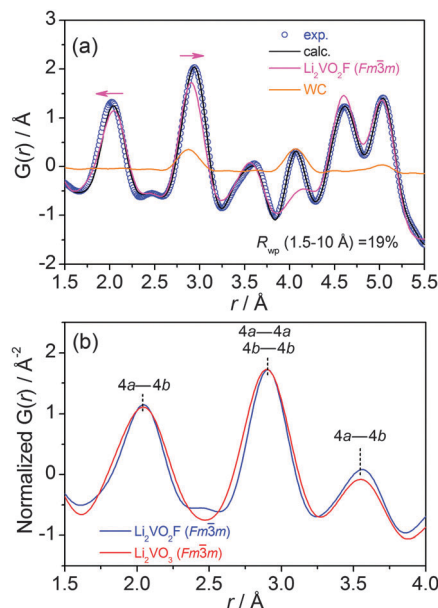 (a)
exp.
calc.
Li₂VO₂F (Fm3̅m)
WC
G(r) / Å
3
2
1
0
-1
-2
R_wp (1.5-10 Å) =19%
1.5 2.0 2.5 3.0 3.5 4.0 4.5 5.0 5.5
r / Å
(b)
4a—4a
4b—4b
4a—4b
4a—4b
Normalized G(r) / Å⁻²
2
1
0
-1
Li₂VO₂F (Fm3̅m)
Li₂VO₃ (Fm3̅m)
1.5 2.0 2.5 3.0 3.5 4.0
r / Å